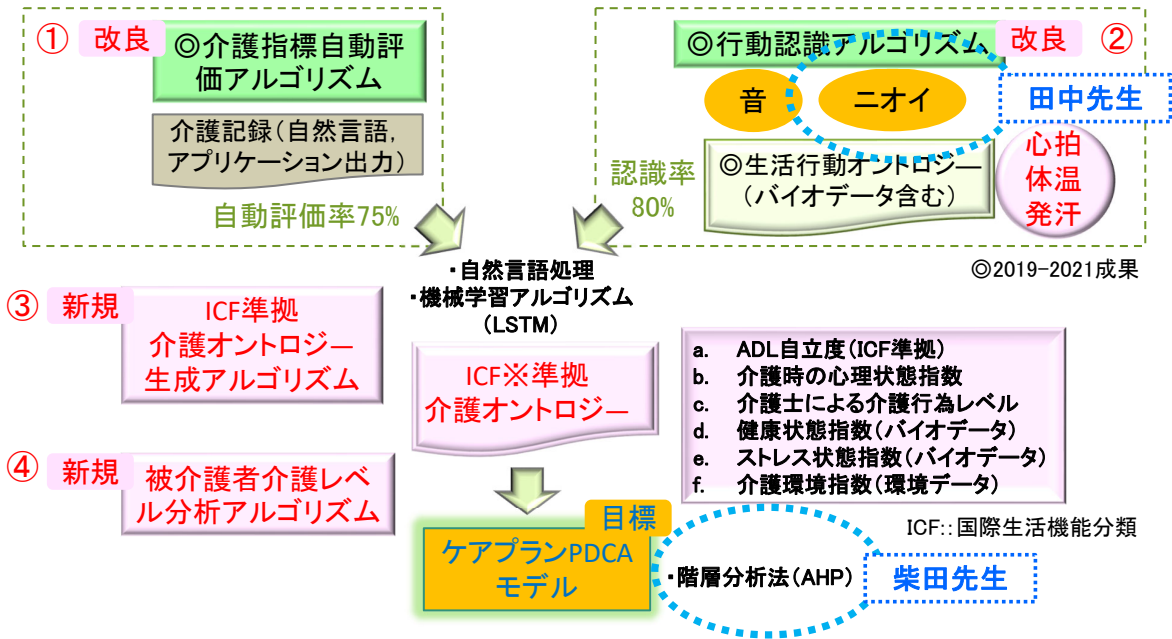 ① 改良
◎介護指標自動評
価アルゴリズム
介護記録(自然言語,
アプリケーション出力)
自動評価率75%
◎行動認識アルゴリズム
改良 ②
音
ニオイ
田中先生
認識率
80%
◎生活行動オントロジー
(バイオデータ含む)
心拍
体温
発汗
◎2019-2021成果
・自然言語処理
・機械学習アルゴリズム
(LSTM)
③ 新規
ICF準拠
介護オントロジー
生成アルゴリズム
ICF※準拠
介護オントロジー
a. ADL自立度(ICF準拠)
b. 介護時の心理状態指数
c. 介護士による介護行為レベル
d. 健康状態指数(バイオデータ)
e. ストレス状態指数(バイオデータ)
f. 介護環境指数(環境データ)
ICF::国際生活機能分類
④ 新規
被介護者介護レベ
ル分析アルゴリズム
目標
ケアプランPDCA
モデル
・階層分析法(AHP)
柴田先生